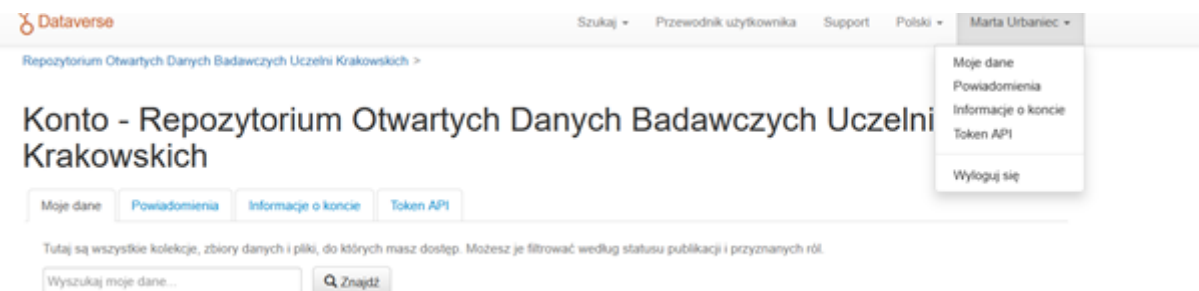 Dataverse
Szukaj Przewodnik użytkownika Support Polski Marta Urbaniec
Repozytorium Otwartych Danych Badawczych Uczelni Krakowskich >
Moje dane
Powiadomienia
Informacje o koncie
Token API
Wyloguj się
Konto - Repozytorium Otwartych Danych Badawczych Uczelni
Krakowskich
Moje dane Powiadomienia Informacje o koncie Token API
Tutaj są wszystkie kolekcje, zbiory danych i pliki, do których masz dostęp. Możesz je filtrować według statusu publikacji i przyznanych ról.
Wyszukaj moje dane... Znajdź